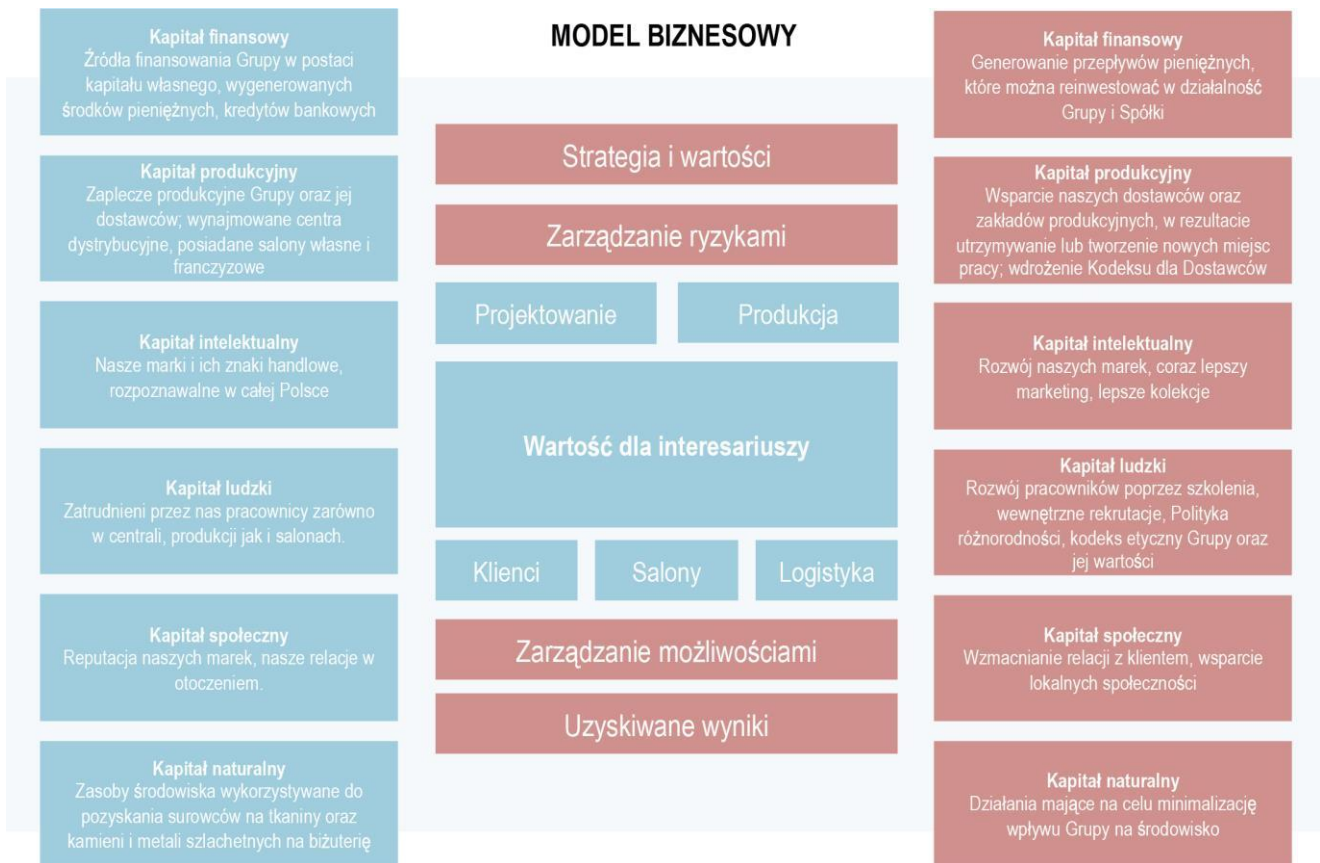 Kapitał finansowy
Źródła finansowania Grupy w postaci
kapitału własnego, wygenerowanych
środków pieniężnych, kredytów bankowych
Kapitał produkcyjny
Zaplecze produkcyjne Grupy oraz jej
dostawców; wynajmowane centra
dystrybucyjne, posiadane salony własne i
franczyzowe
Kapitał intelektualny
Nasze marki i ich znaki handlowe,
rozpoznawalne w całej Polsce
Kapitał ludzki
Zatrudnieni przez nas pracownicy zarówno
w centrali, produkcji jak i salonach.
Kapitał społeczny
Reputacja naszych marek, nasze relacje w
otoczeniem.
Kapitał naturalny
Zasoby środowiska wykorzystywane do
pozyskania surowców na tkaniny oraz
kamieni i metali szlachetnych na biżuterię
MODEL BIZNESOWY
Strategia i wartości
Zarządzanie ryzykami
Projektowanie
Produkcja
Wartość dla interesariuszy
Klienci
Salony
Logistyka
Zarządzanie możliwościami
Uzyskiwane wyniki
Kapitał finansowy
Generowanie przepływów pieniężnych,
które można reinwestować w działalność
Grupy i Spółki
Kapitał produkcyjny
Wsparcie naszych dostawców oraz
zakładów produkcyjnych, w rezultacie
utrzymywanie lub tworzenie nowych miejsc
pracy; wdrożenie Kodeksu dla Dostawców
Kapitał intelektualny
Rozwój naszych marek, coraz lepszy
marketing, lepsze kolekcje
Kapitał ludzki
Rozwój pracowników poprzez szkolenia,
wewnętrzne rekrutacje, Polityka
różnorodności, kodeks etyczny Grupy oraz
jej wartości
Kapitał społeczny
Wzmacnianie relacji z klientem, wsparcie
lokalnych społeczności
Kapitał naturalny
Działania mające na celu minimalizację
wpływu Grupy na środowisko